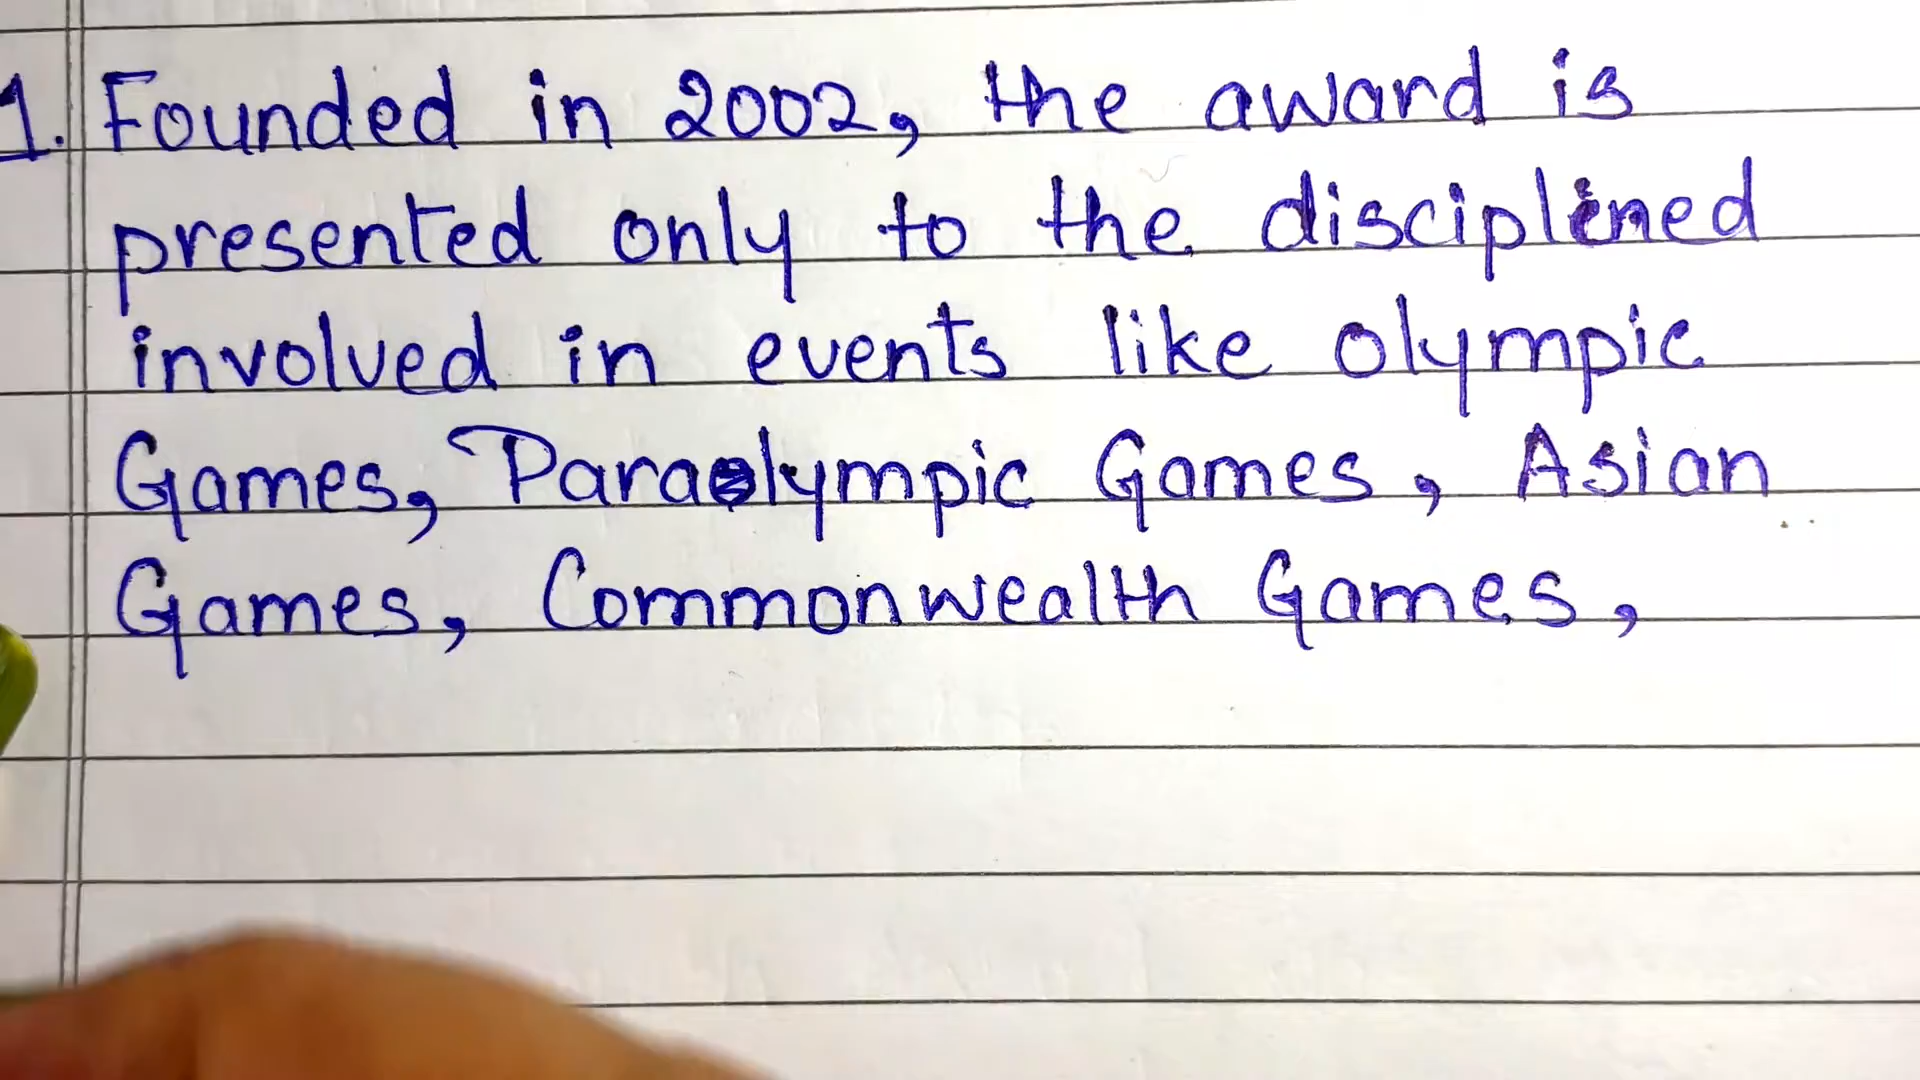 1. Founded in 2002, the award is
presented only to the disciplined
involved in events like olympic
Games, Paraolympic Games, Asian
Games, Commonwealth Games,